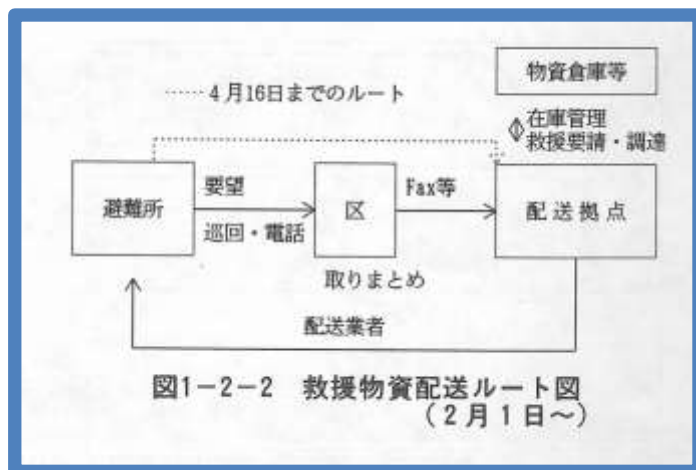 物資倉庫等
……4月16日までのルート
在庫管理
救援要請・調達
避難所
要望
巡回・電話
区
Fax等
配送拠点
取りまとめ
配送業者
図1-2-2 救援物資配送ルート図
(2月1日～)